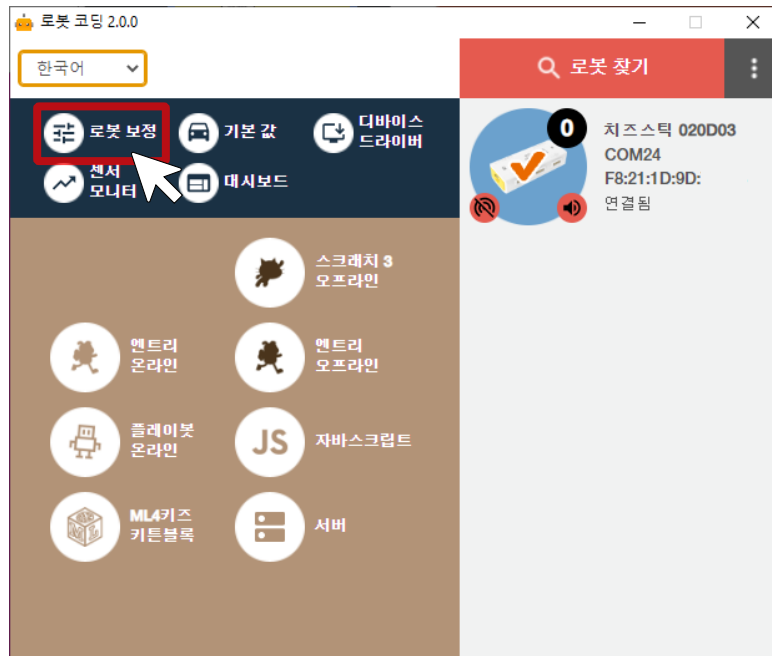 로봇 코딩 2.0.0
한국어
로봇 찾기
로봇 보정
기본 값
디바이스
드라이버
센서
모니터
대시보드
0
치즈스틱 020D03
COM24
F8:21:1D:9D:
연결됨
스크래치 3
오프라인
엔트리
온라인
엔트리
오프라인
플레이봇
온라인
JS
자바스크립트
ML4키즈
키튼블록
서버